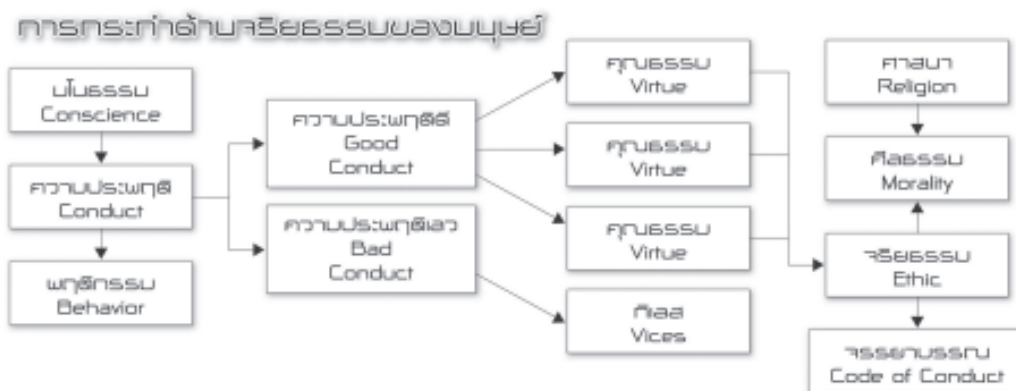 การกระทำด้านจริยธรรมของมนุษย์
มโนธรรม
Conscience
ความประพฤติ
Conduct
พฤติกรรม
Behavior
ความประพฤติดี
Good
Conduct
ความประพฤติเลว
Bad
Conduct
คุณธรรม
Virtue
คุณธรรม
Virtue
คุณธรรม
Virtue
กิเลส
Vices
ศาสนา
Religion
ศีลธรรม
Morality
จริยธรรม
Ethic
จรรยาบรรณ
Code of Conduct